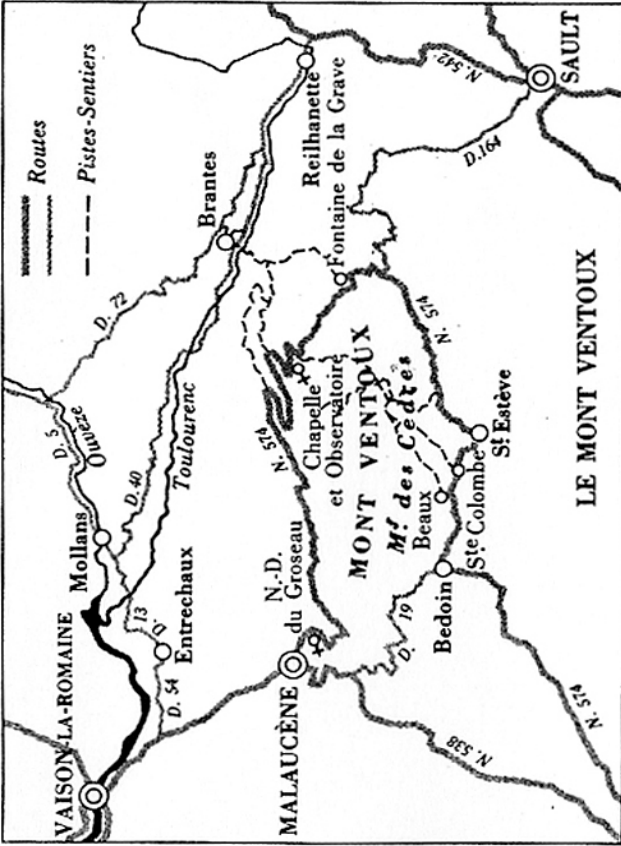 Routes
Pistes-Sentiers
VAISON-LA-ROMAINE
Mollans
D. 5
Ouvèze
D. 72
Brantes
D. 40
Toulourenc
D. 13
Entrechaux
D. 54
Reilhanette
Fontaine de la Grave
N. 542
SAULT
D.164
MALAUCÈNE
N.-D.
du Groseau
N. 574
Chapelle
et Observatoire
MONT VENTOUX
Mf des Cèdres
Beaux
Ste Colombe
St Estève
N. 574
D. 19
Bedoin
N. 538
N. 574
LE MONT VENTOUX